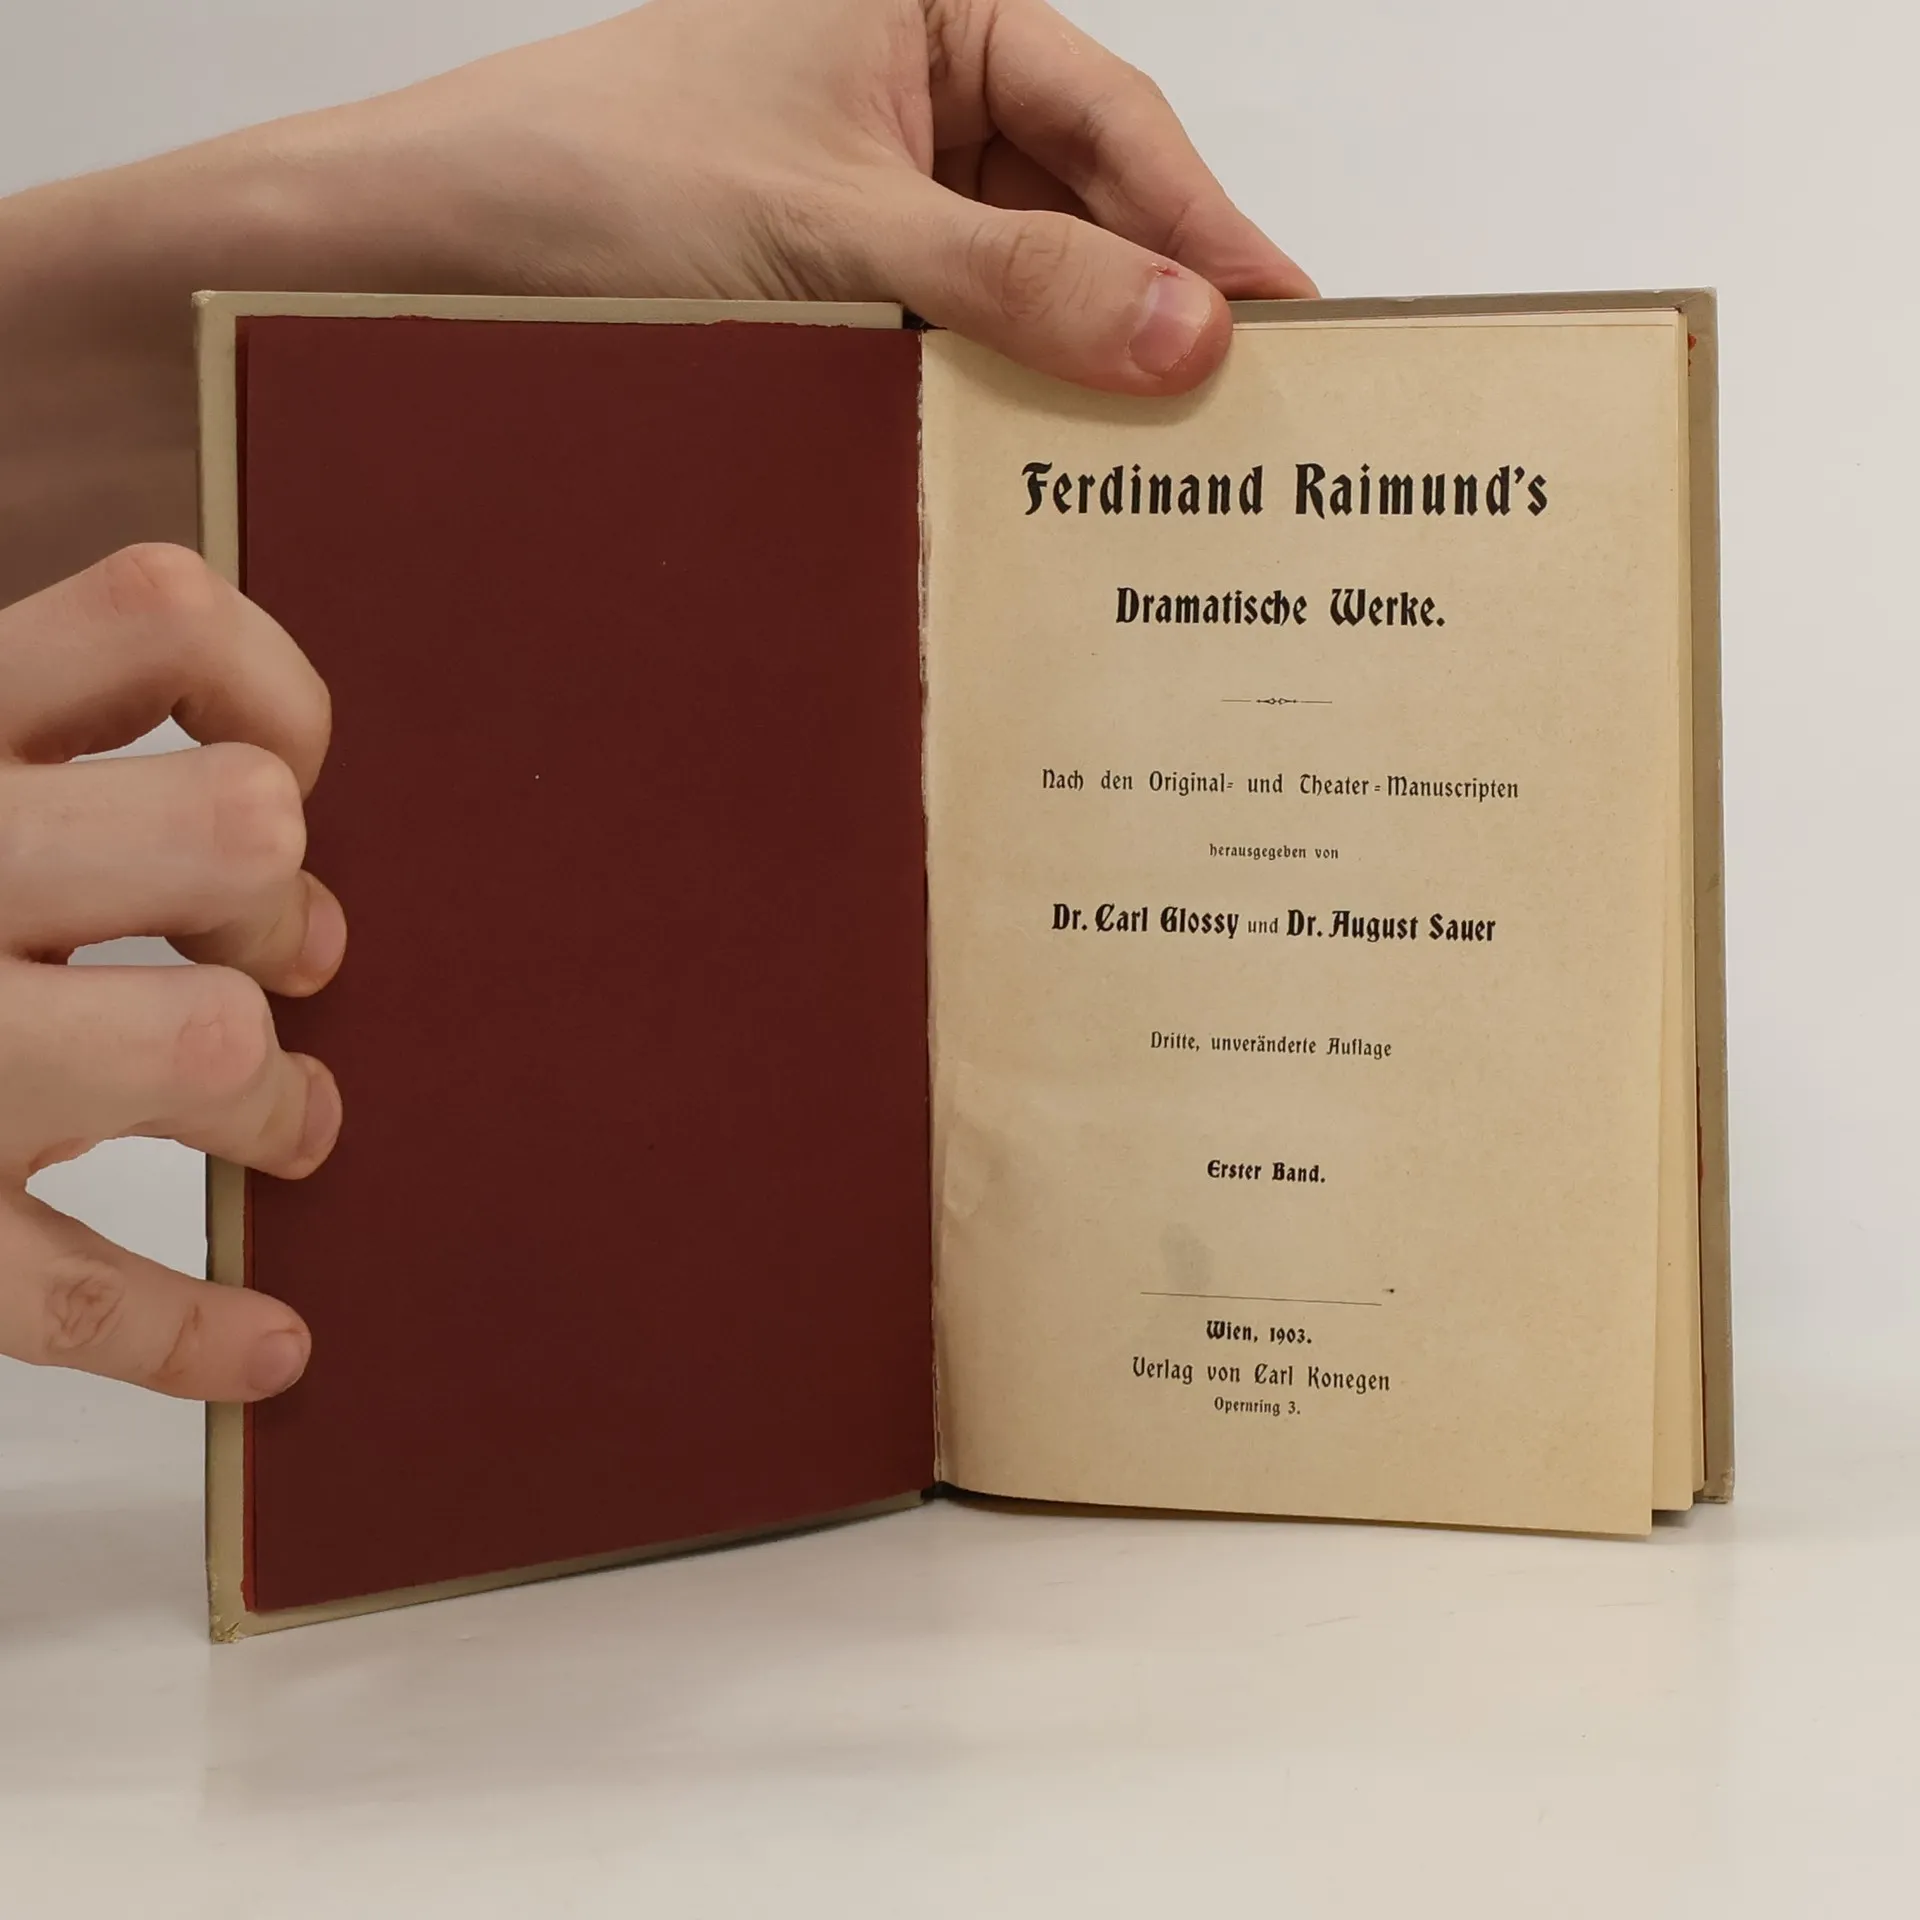 Ferdinand Raimund's
Dramatische Werke.
Nach den Original- und Theater-Manuscripten
herausgegeben von
Dr. Carl Glossy und Dr. August Sauer
Dritte, unveränderte Auflage
Erster Band.
Wien, 1903.
Verlag von Carl Konegen
Opernring 3.